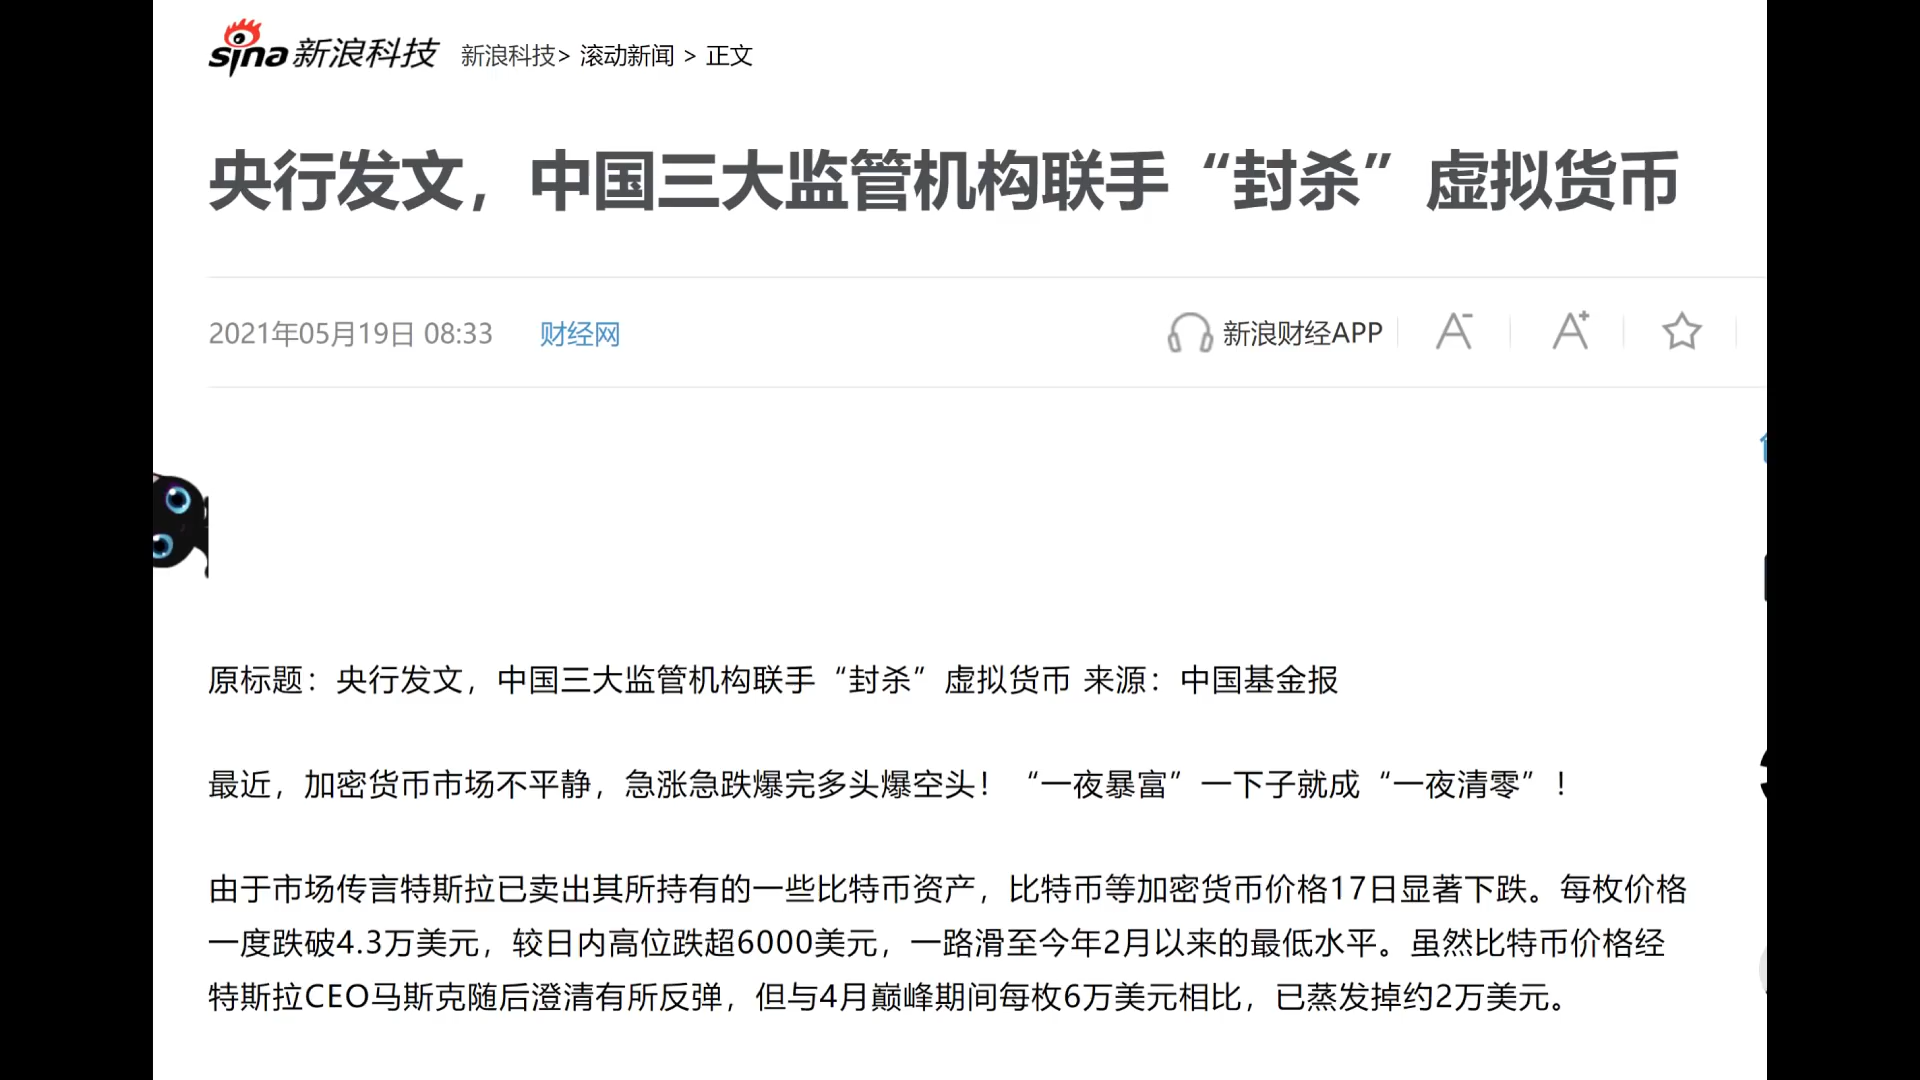 sina新浪科技 新浪科技> 滚动新闻 > 正文
央行发文，中国三大监管机构联手“封杀”虚拟货币
2021年05月19日 08:33 财经网 新浪财经APP A- A+
原标题：央行发文，中国三大监管机构联手“封杀”虚拟货币 来源：中国基金报
最近，加密货币市场不平静，急涨急跌爆完多头爆空头！“一夜暴富”一下子就成“一夜清零”！
由于市场传言特斯拉已卖出其所持有的一些比特币资产，比特币等加密货币价格17日显著下跌。每枚价格
一度跌破4.3万美元，较日内高位跌超6000美元，一路滑至今年2月以来的最低水平。虽然比特币价格经
特斯拉CEO马斯克随后澄清有所反弹，但与4月巅峰期间每枚6万美元相比，已蒸发掉约2万美元。